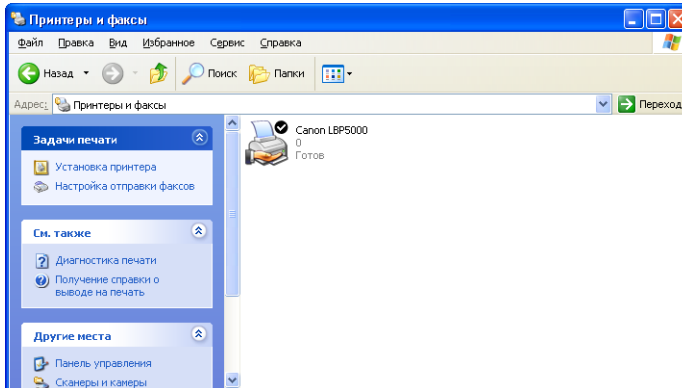 Принтеры и факсы
Файл Правка Вид Избранное Сервис Справка
Назад Поиск Папки
Адрес: Принтеры и факсы Переход
Задачи печати
Установка принтера
Настройка отправки факсов
См. также
Диагностика печати
Получение справки о
выводе на печать
Другие места
Панель управления
Сканеры и камеры
Canon LBP5000
0
Готов